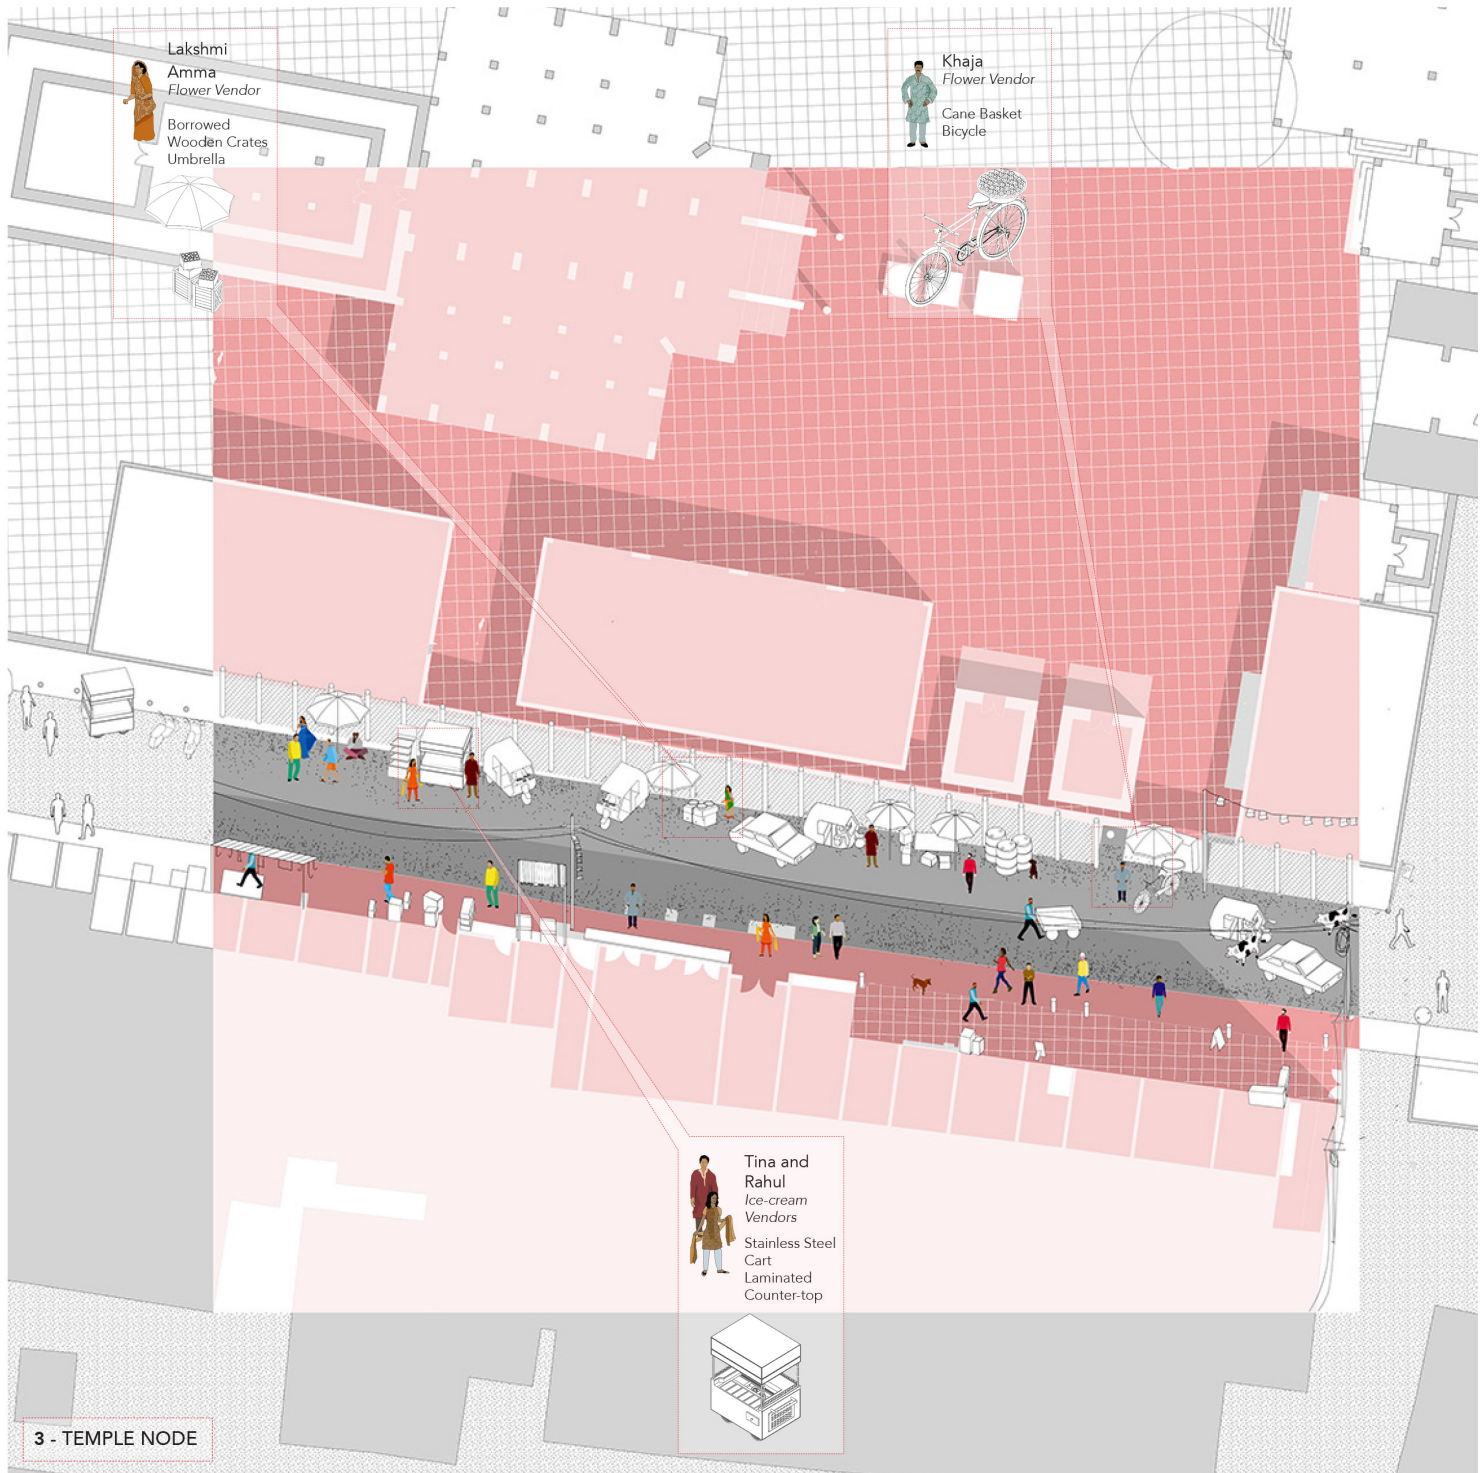 Lakshmi
Amma
Flower Vendor
Borrowed
Wooden Crates
Umbrella
Khaja
Flower Vendor
Cane Basket
Bicycle
Tina and
Rahul
Ice-cream
Vendors
Stainless Steel
Cart
Laminated
Counter-top
3 - TEMPLE NODE